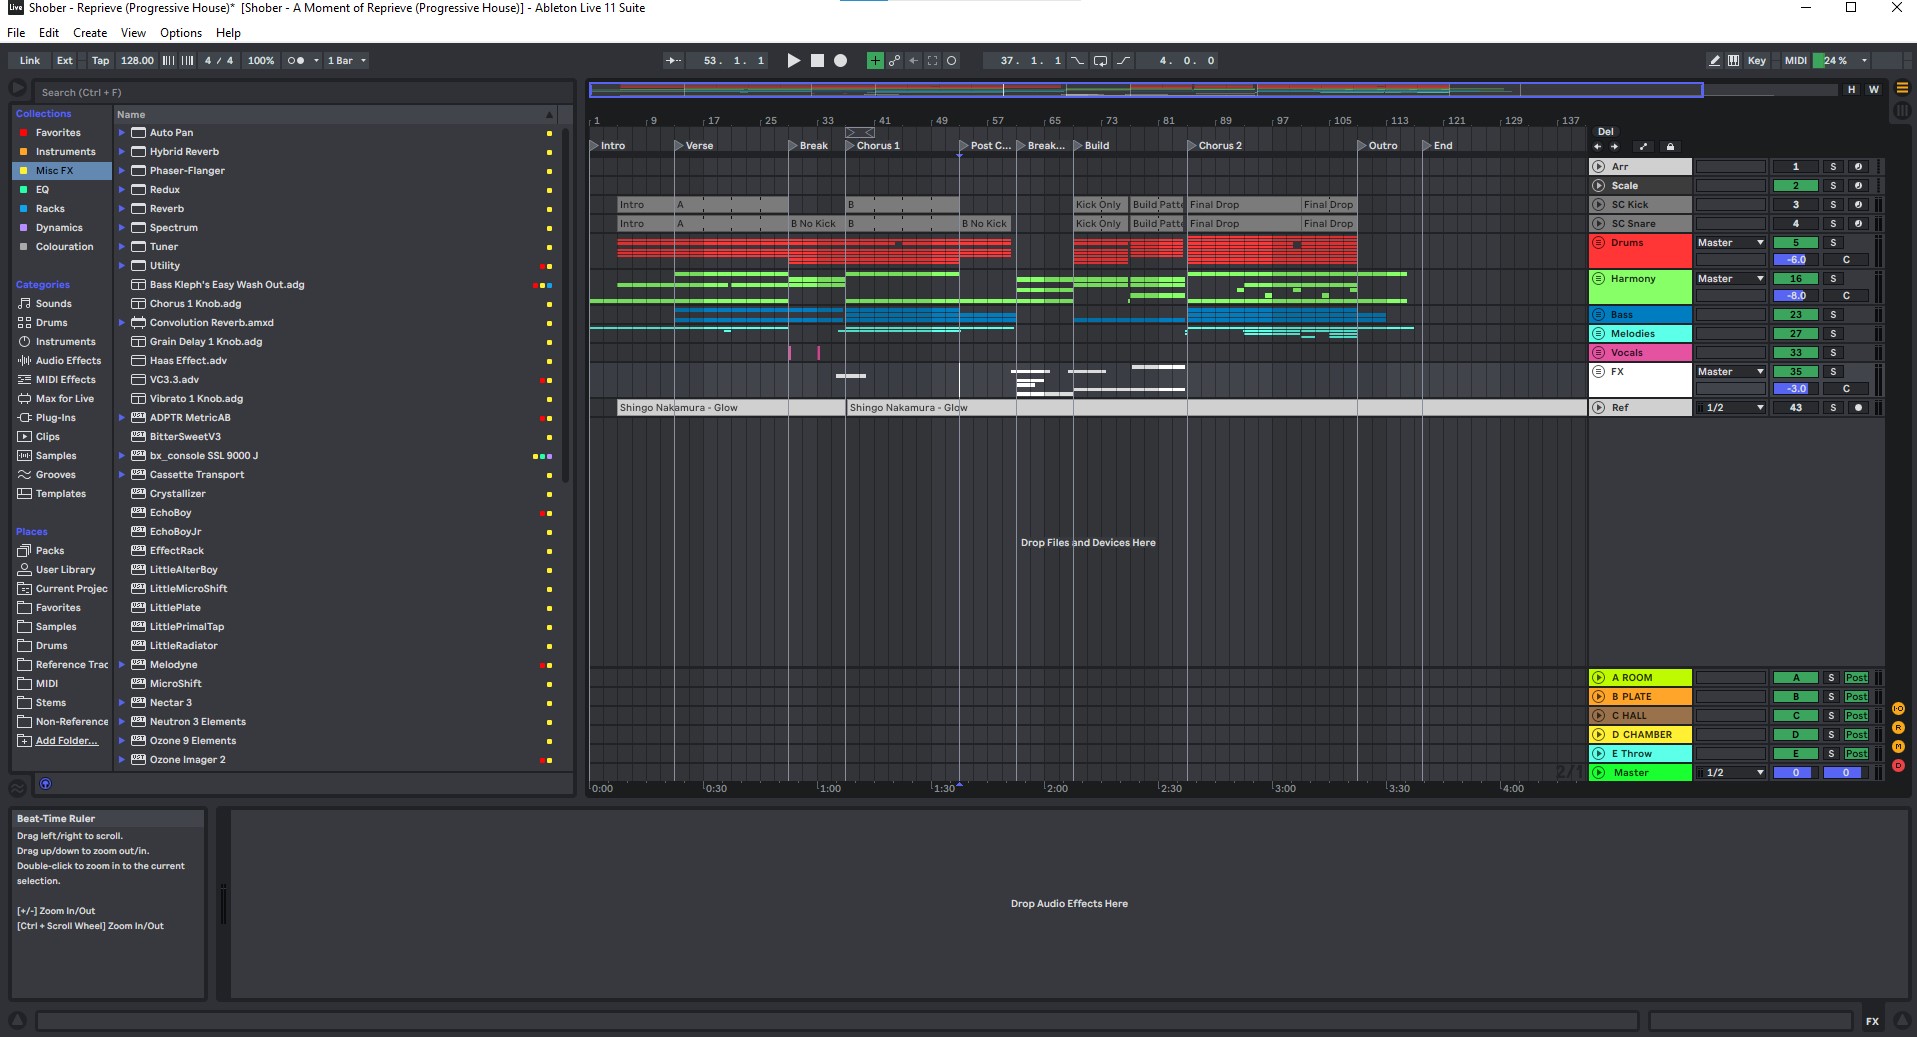 Shober - Reprieve (Progressive House)* [Shober - A Moment of Reprieve (Progressive House)] - Ableton Live 11 Suite
File Edit Create View Options Help
Link Ext Tap 128.00 4 / 4 100% 1 Bar 53. 1. 1 37. 1. 1 4. 0. 0 Key MIDI 24 %
Search (Ctrl + F)
H W
Collections
Favorites
Instruments
Misc FX
EQ
Racks
Dynamics
Colouration
Categories
Sounds
Drums
Instruments
Audio Effects
MIDI Effects
Max for Live
Plug-Ins
Clips
Samples
Grooves
Templates
Places
Packs
User Library
Current Projec
Favorites
Samples
Drums
Reference Trac
MIDI
Stems
Non-Reference
Add Folder...
Name
Auto Pan
Hybrid Reverb
Phaser-Flanger
Redux
Reverb
Spectrum
Tuner
Utility
Bass Kleph's Easy Wash Out.adg
Chorus 1 Knob.adg
Convolution Reverb.amxd
Grain Delay 1 Knob.adg
Haas Effect.adv
VC3.3.adv
Vibrato 1 Knob.adg
ADPTR MetricAB
BitterSweetV3
bx_console SSL 9000 J
Cassette Transport
Crystallizer
EchoBoy
EchoBoyJr
EffectRack
LittleAlterBoy
LittleMicroShift
LittlePlate
LittlePrimalTap
LittleRadiator
Melodyne
MicroShift
Nectar 3
Neutron 3 Elements
Ozone 9 Elements
Ozone Imager 2
1 9 17 25 33 41 49 57 65 73 81 89 97 105 113 121 129 137
Del
Intro Verse Break Chorus 1 Post C... Break... Build Chorus 2 Outro End
Arr 1 S
Scale 2 S
Intro A B Kick Only Build Patte Final Drop Final Drop
SC Kick 3 S
Intro A B No Kick B B No Kick Kick Only Build Patte Final Drop Final Drop
SC Snare 4 S
Drums Master 5 S
-6.0 C
Harmony Master 16 S
-8.0 C
Bass 23 S
Melodies 27 S
Vocals 33 S
FX Master 35 S
-3.0 C
Shingo Nakamura - Glow Shingo Nakamura - Glow
Ref 1/2 43 S
Drop Files and Devices Here
A ROOM A S Post
B PLATE B S Post
C HALL C S Post
D CHAMBER D S Post
E Throw E S Post
2/1
Master 1/2 0 0
0:00 0:30 1:00 1:30 2:00 2:30 3:00 3:30 4:00
I·O
R
M
D
Beat-Time Ruler
Drag left/right to scroll.
Drag up/down to zoom out/in.
Double-click to zoom in to the current
selection.
[+/-] Zoom In/Out
[Ctrl + Scroll Wheel] Zoom In/Out
Drop Audio Effects Here
FX